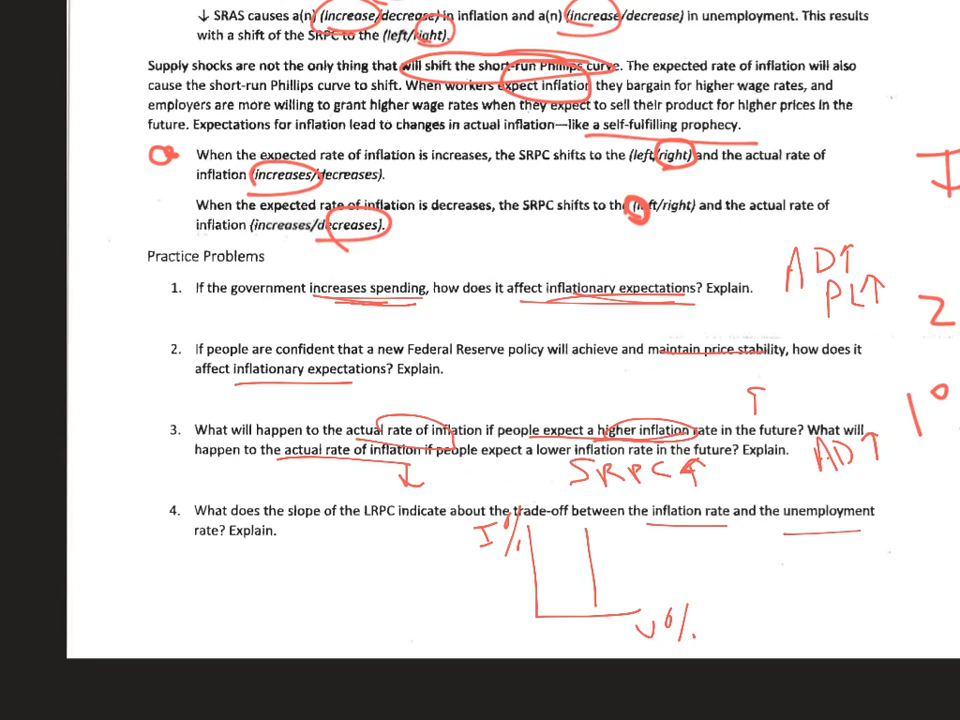 ↓ SRAS causes a(n) (increase/decrease) in inflation and a(n) (increase/decrease) in unemployment. This results
with a shift of the SRPC to the (left/right).
Supply shocks are not the only thing that will shift the short-run Phillips curve. The expected rate of inflation will also
cause the short-run Phillips curve to shift. When workers expect inflation they bargain for higher wage rates, and
employers are more willing to grant higher wage rates when they expect to sell their product for higher prices in the
future. Expectations for inflation lead to changes in actual inflation—like a self-fulfilling prophecy.
When the expected rate of inflation is increases, the SRPC shifts to the (left/right) and the actual rate of
inflation (increases/decreases).
When the expected rate of inflation is decreases, the SRPC shifts to the (left/right) and the actual rate of
inflation (increases/decreases).
Practice Problems
AD↑
1. If the government increases spending, how does it affect inflationary expectations? Explain.
PL↑
2
2. If people are confident that a new Federal Reserve policy will achieve and maintain price stability, how does it
affect inflationary expectations? Explain.
↑
10
3. What will happen to the actual rate of inflation if people expect a higher inflation rate in the future? What will
happen to the actual rate of inflation if people expect a lower inflation rate in the future? Explain.
AD↑
↓ SRPC↑
4. What does the slope of the LRPC indicate about the trade-off between the inflation rate and the unemployment
rate? Explain.
I%
U%